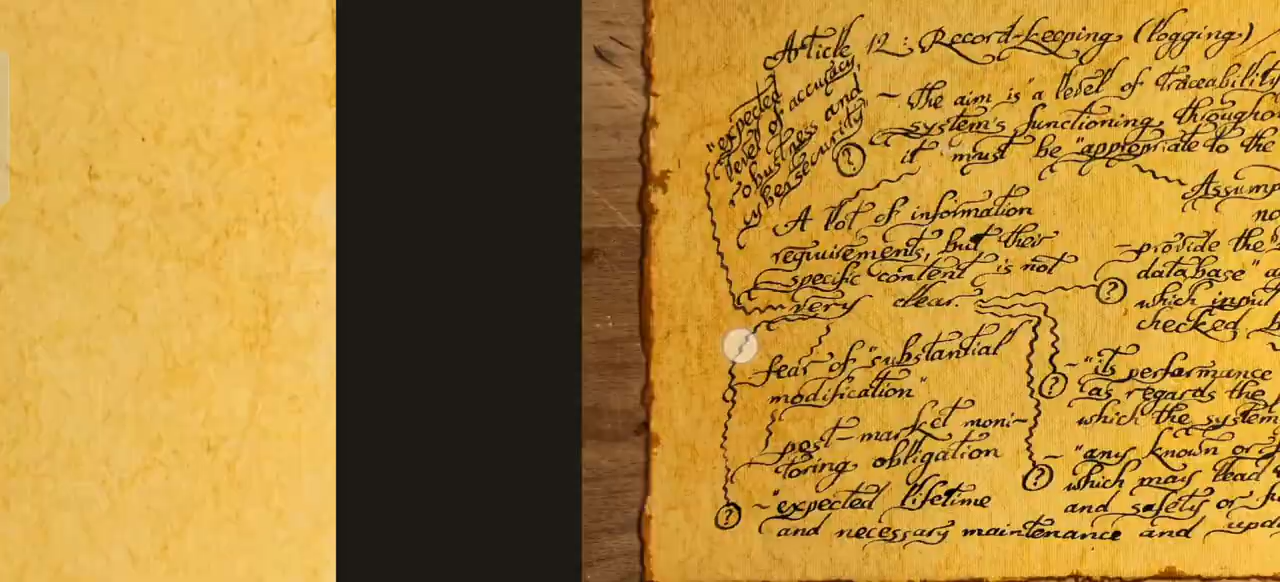 Article 12: Record-keeping (logging)
"expected
level of accuracy,
robustness and
cybersecurity
?
- The aim is a level of traceability
system's functioning throughou
it must be "appropriate to the
Assump
no
A lot of information
requirements, but their
specific content is not
very clear
?
- provide the
database" a
which input
checked
fear of "substantial
modification"
- "its performance
as regards the
which the system
?
post-market moni-
toring obligation
- "any known or
which may lead
and safety or fu
?
- "expected lifetime
and necessary maintenance and upda
?